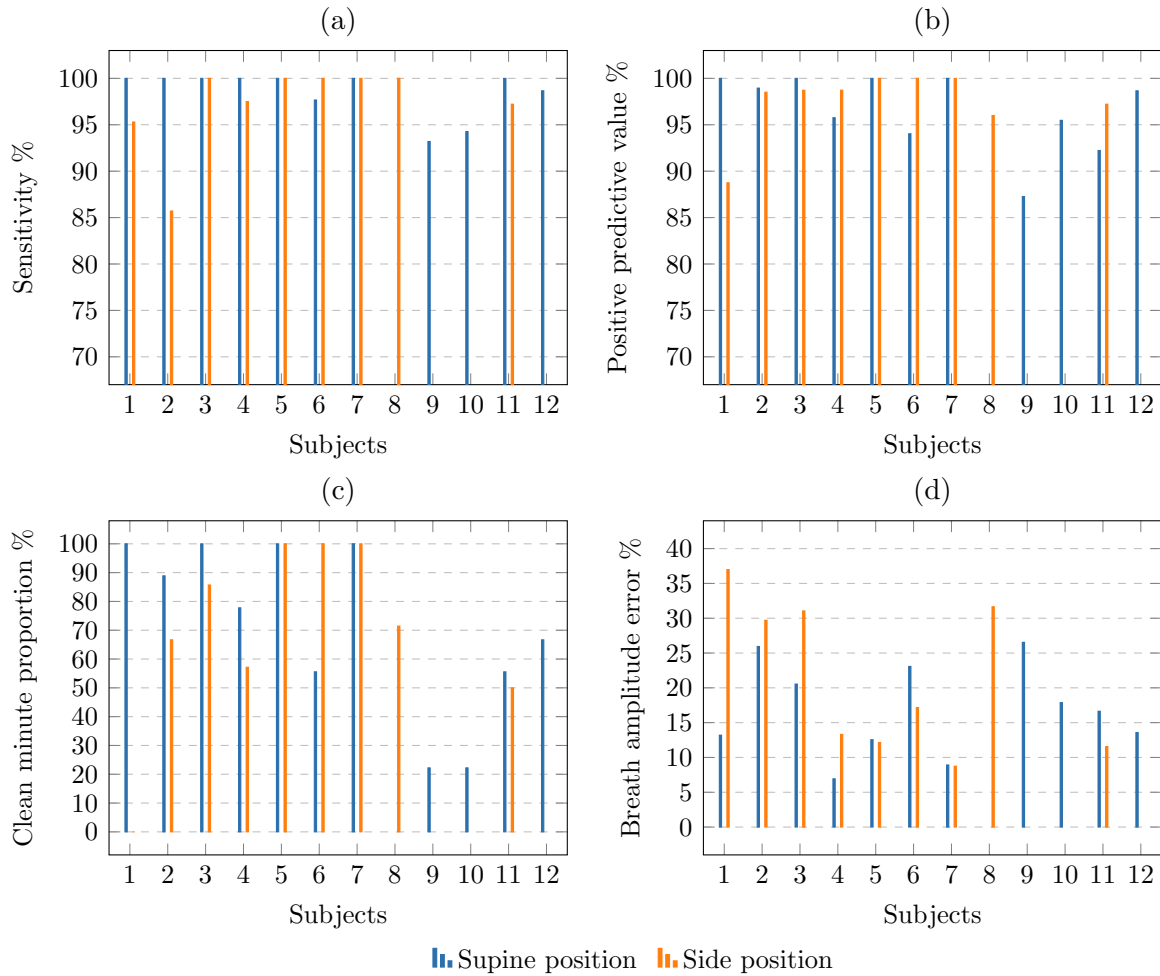 (a)
Sensitivity %
100
95
90
85
80
75
70
1 2 3 4 5 6 7 8 9 10 11 12
Subjects
(b)
Positive predictive value %
100
95
90
85
80
75
70
1 2 3 4 5 6 7 8 9 10 11 12
Subjects
(c)
Clean minute proportion %
100
90
80
70
60
50
40
30
20
10
0
1 2 3 4 5 6 7 8 9 10 11 12
Subjects
(d)
Breath amplitude error %
40
35
30
25
20
15
10
5
0
1 2 3 4 5 6 7 8 9 10 11 12
Subjects
Supine position Side position